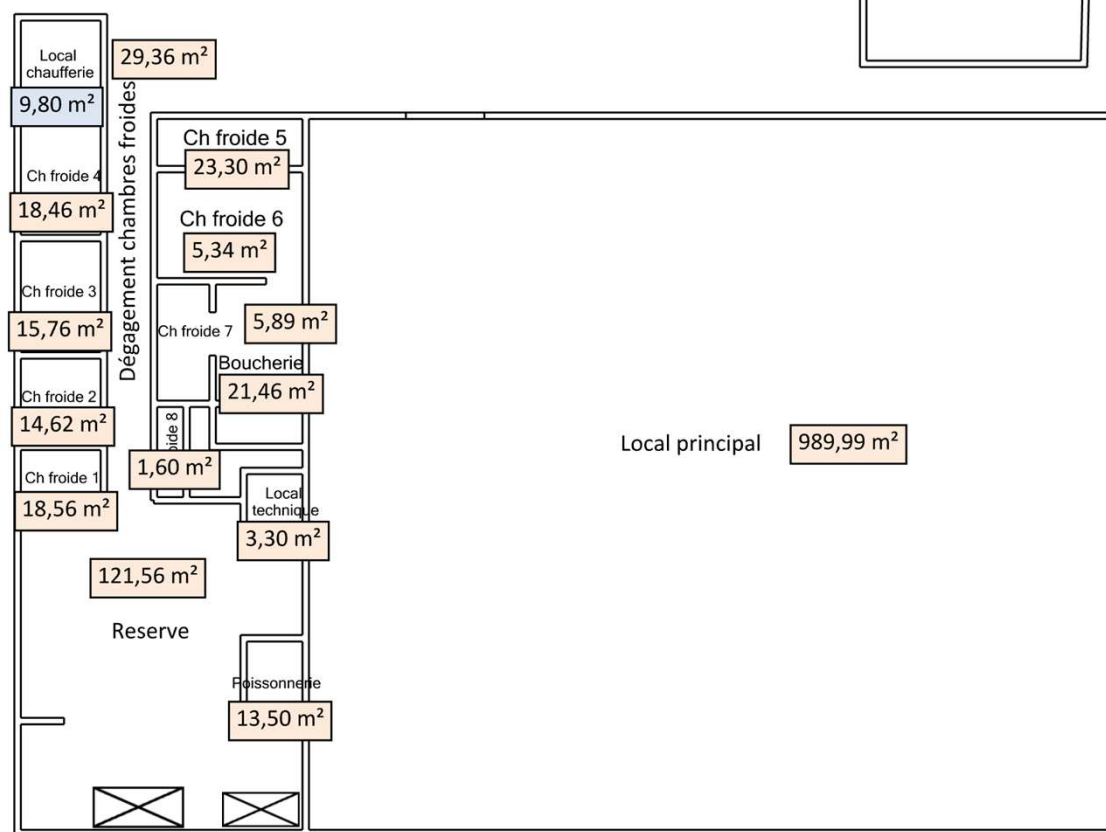 Local
chaufferie
9,80 m²
29,36 m²
Dégagement chambres froides
Ch froide 4
18,46 m²
Ch froide 3
15,76 m²
Ch froide 2
14,62 m²
Ch froide 1
18,56 m²
Ch froide 5
23,30 m²
Ch froide 6
5,34 m²
Ch froide 7
5,89 m²
Boucherie
21,46 m²
oide 8
1,60 m²
Local
technique
3,30 m²
121,56 m²
Reserve
Poissonnerie
13,50 m²
Local principal 989,99 m²